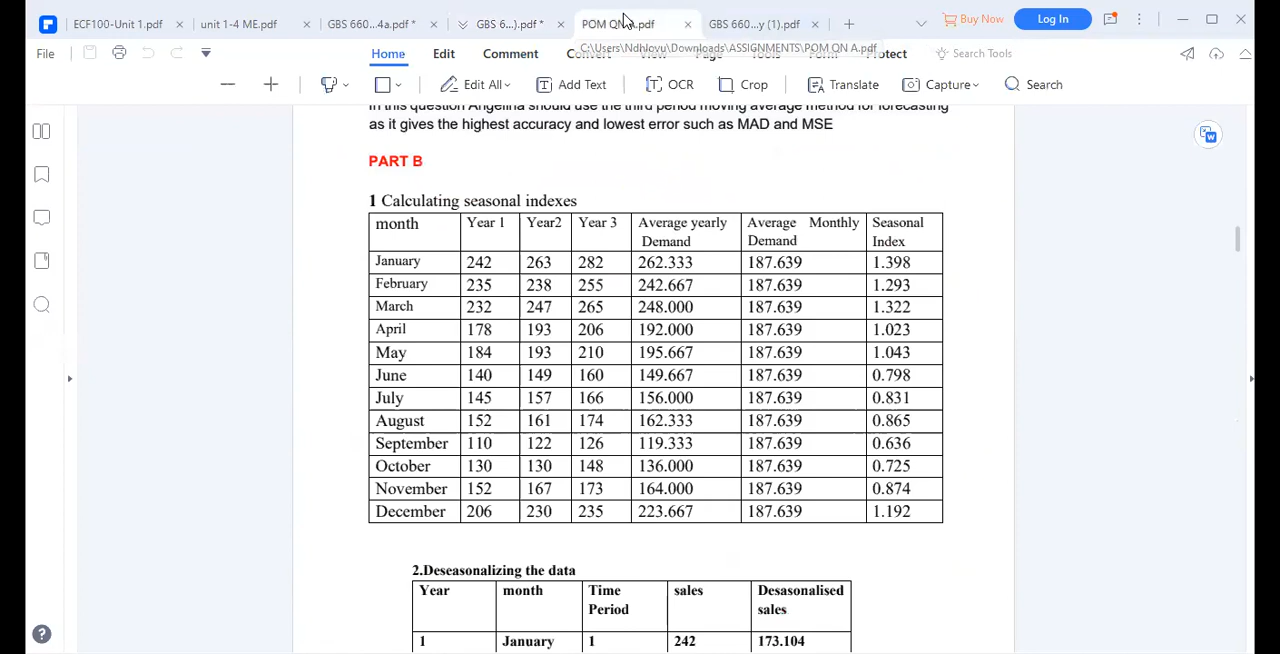 ECF100-Unit 1.pdf unit 1-4 ME.pdf GBS 660...4a.pdf * GBS 6...).pdf * POM QN A.pdf GBS 660...y (1).pdf Buy Now Log In
C:\Users\Ndhlovu\Downloads\ASSIGNMENTS\POM QN A.pdf
File Home Edit Comment Convert View Page Tools Form Protect Search Tools
Edit All Add Text OCR Crop Translate Capture Search
In this question Angelina should use the third period moving average method for forecasting
as it gives the highest accuracy and lowest error such as MAD and MSE
PART B
1 Calculating seasonal indexes
month Year 1 Year2 Year 3 Average yearly Average Monthly Seasonal
Demand Demand Index
January 242 263 282 262.333 187.639 1.398
February 235 238 255 242.667 187.639 1.293
March 232 247 265 248.000 187.639 1.322
April 178 193 206 192.000 187.639 1.023
May 184 193 210 195.667 187.639 1.043
June 140 149 160 149.667 187.639 0.798
July 145 157 166 156.000 187.639 0.831
August 152 161 174 162.333 187.639 0.865
September 110 122 126 119.333 187.639 0.636
October 130 130 148 136.000 187.639 0.725
November 152 167 173 164.000 187.639 0.874
December 206 230 235 223.667 187.639 1.192
2.Deseasonalizing the data
Year month Time sales Desasonalised
Period sales
1 January 1 242 173.104